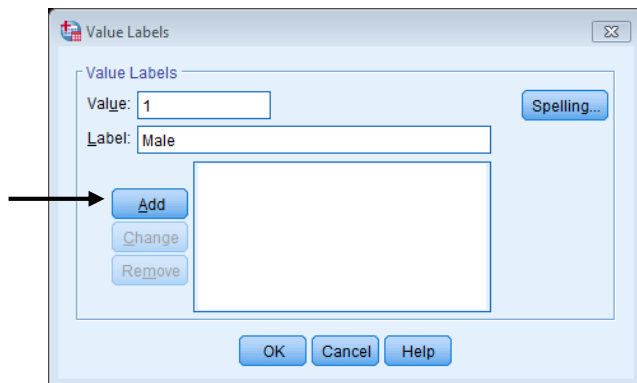 Value Labels
Value Labels
Value: 1
Spelling...
Label: Male
Add
Change
Remove
OK Cancel Help